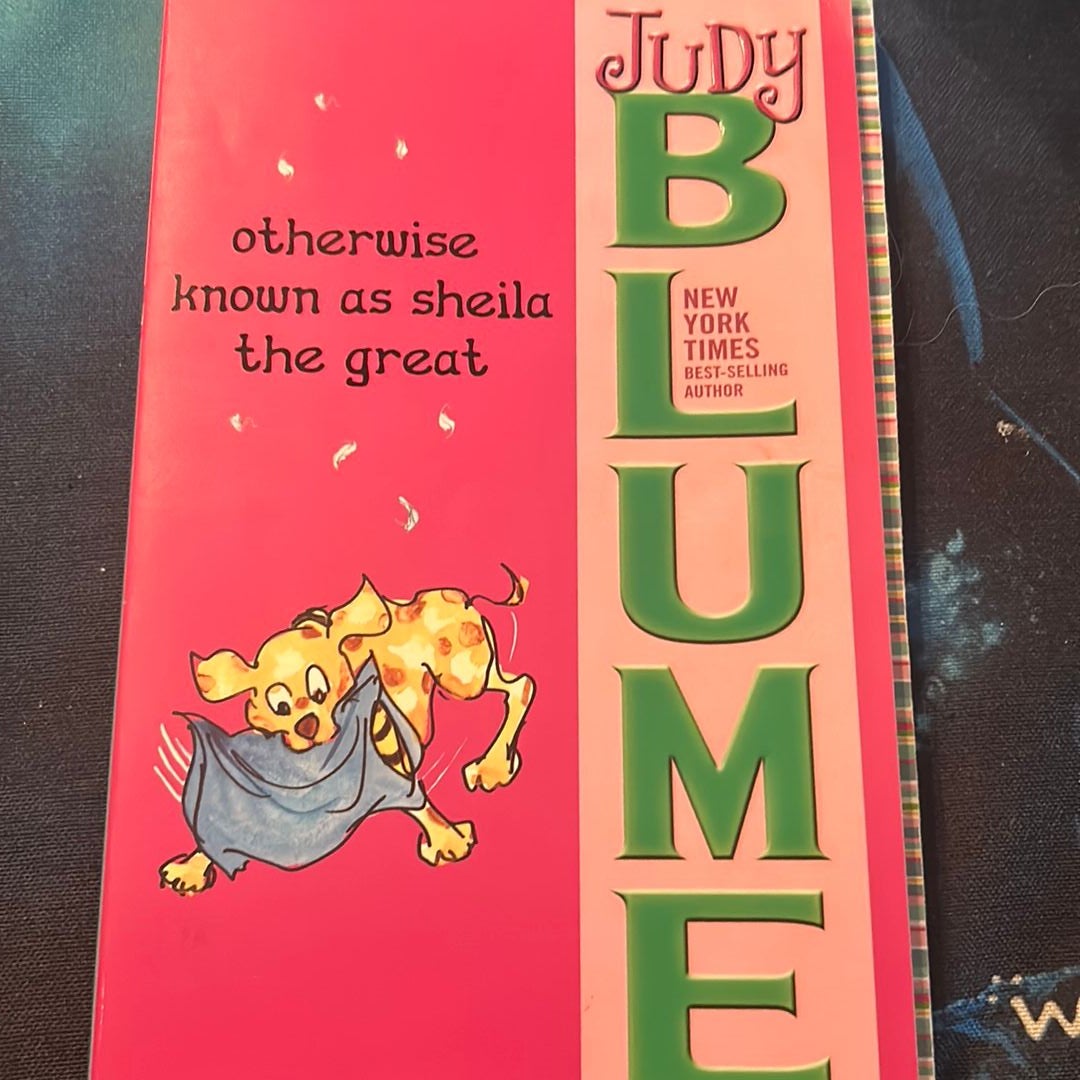 otherwise
known as sheila
the great
JUDY
BLUME
NEW
YORK
TIMES
BEST-SELLING
AUTHOR